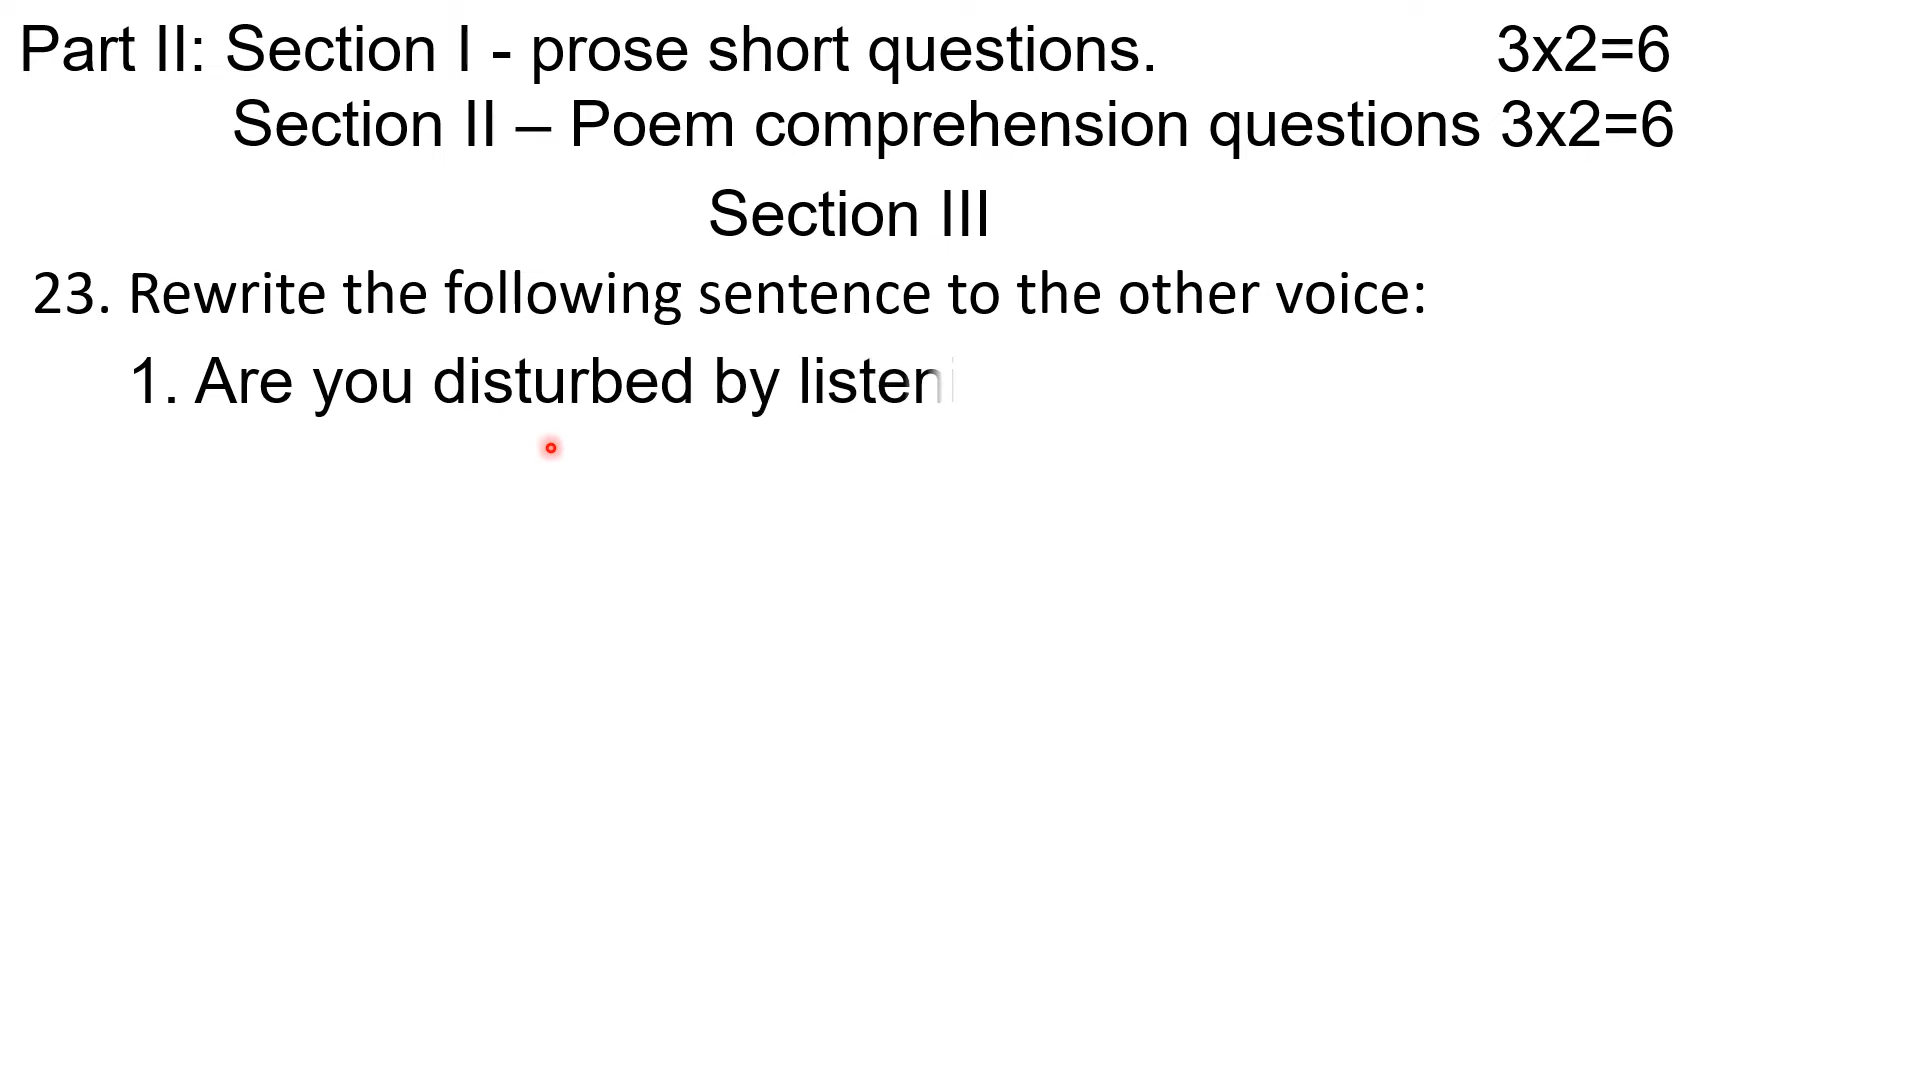 Part II: Section I - prose short questions. 3x2=6
Section II – Poem comprehension questions 3x2=6
Section III
23. Rewrite the following sentence to the other voice:
1. Are you disturbed by